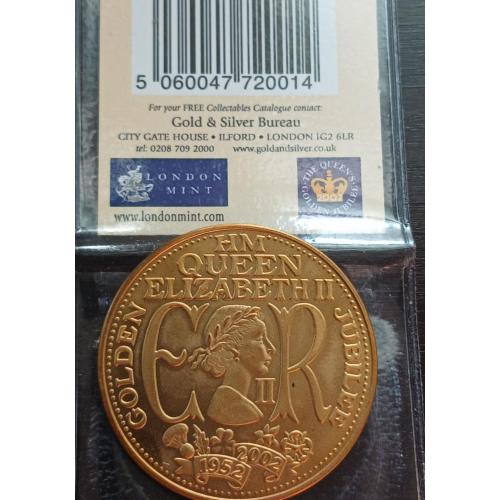 5 060047 720014
For your FREE Collectables Catalogue contact:
Gold & Silver Bureau
CITY GATE HOUSE • ILFORD • LONDON IG2 6LR
tel: 0208 709 2000 www.goldandsilver.co.uk
LONDON
MINT
www.londonmint.com
THE QUEEN'S
GOLDEN JUBILEE
2002
HM
QUEEN
ELIZABETH II
GOLDEN
JUBILEE
E II R
1952 2002